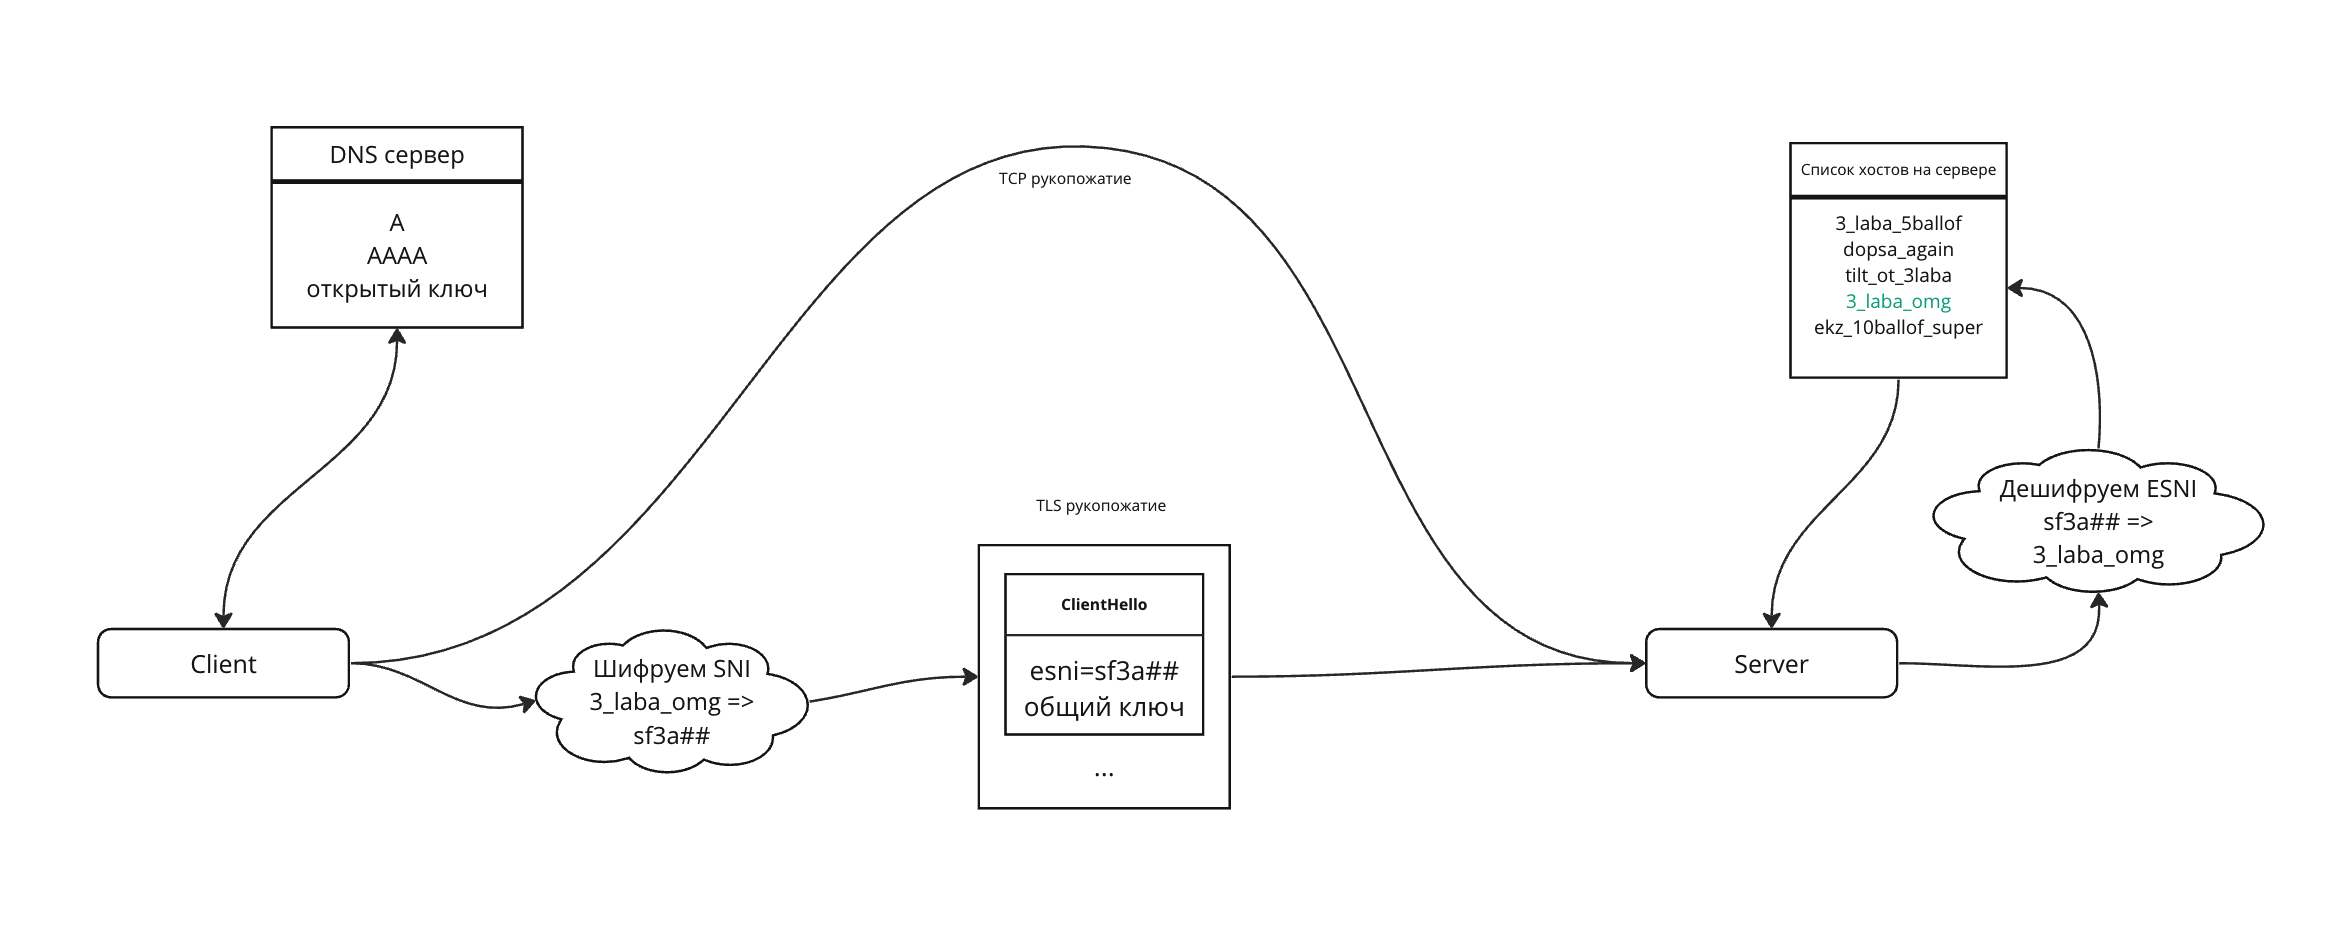 DNS сервер
A
AAAA
открытый ключ
TCP рукопожатие
Список хостов на сервере
3_laba_5ballof
dopsa_again
tilt_ot_3laba
3_laba_omg
ekz_10ballof_super
Client
Шифруем SNI
3_laba_omg =>
sf3a##
TLS рукопожатие
ClientHello
esni=sf3a##
общий ключ
...
Server
Дешифруем ESNI
sf3a## =>
3_laba_omg